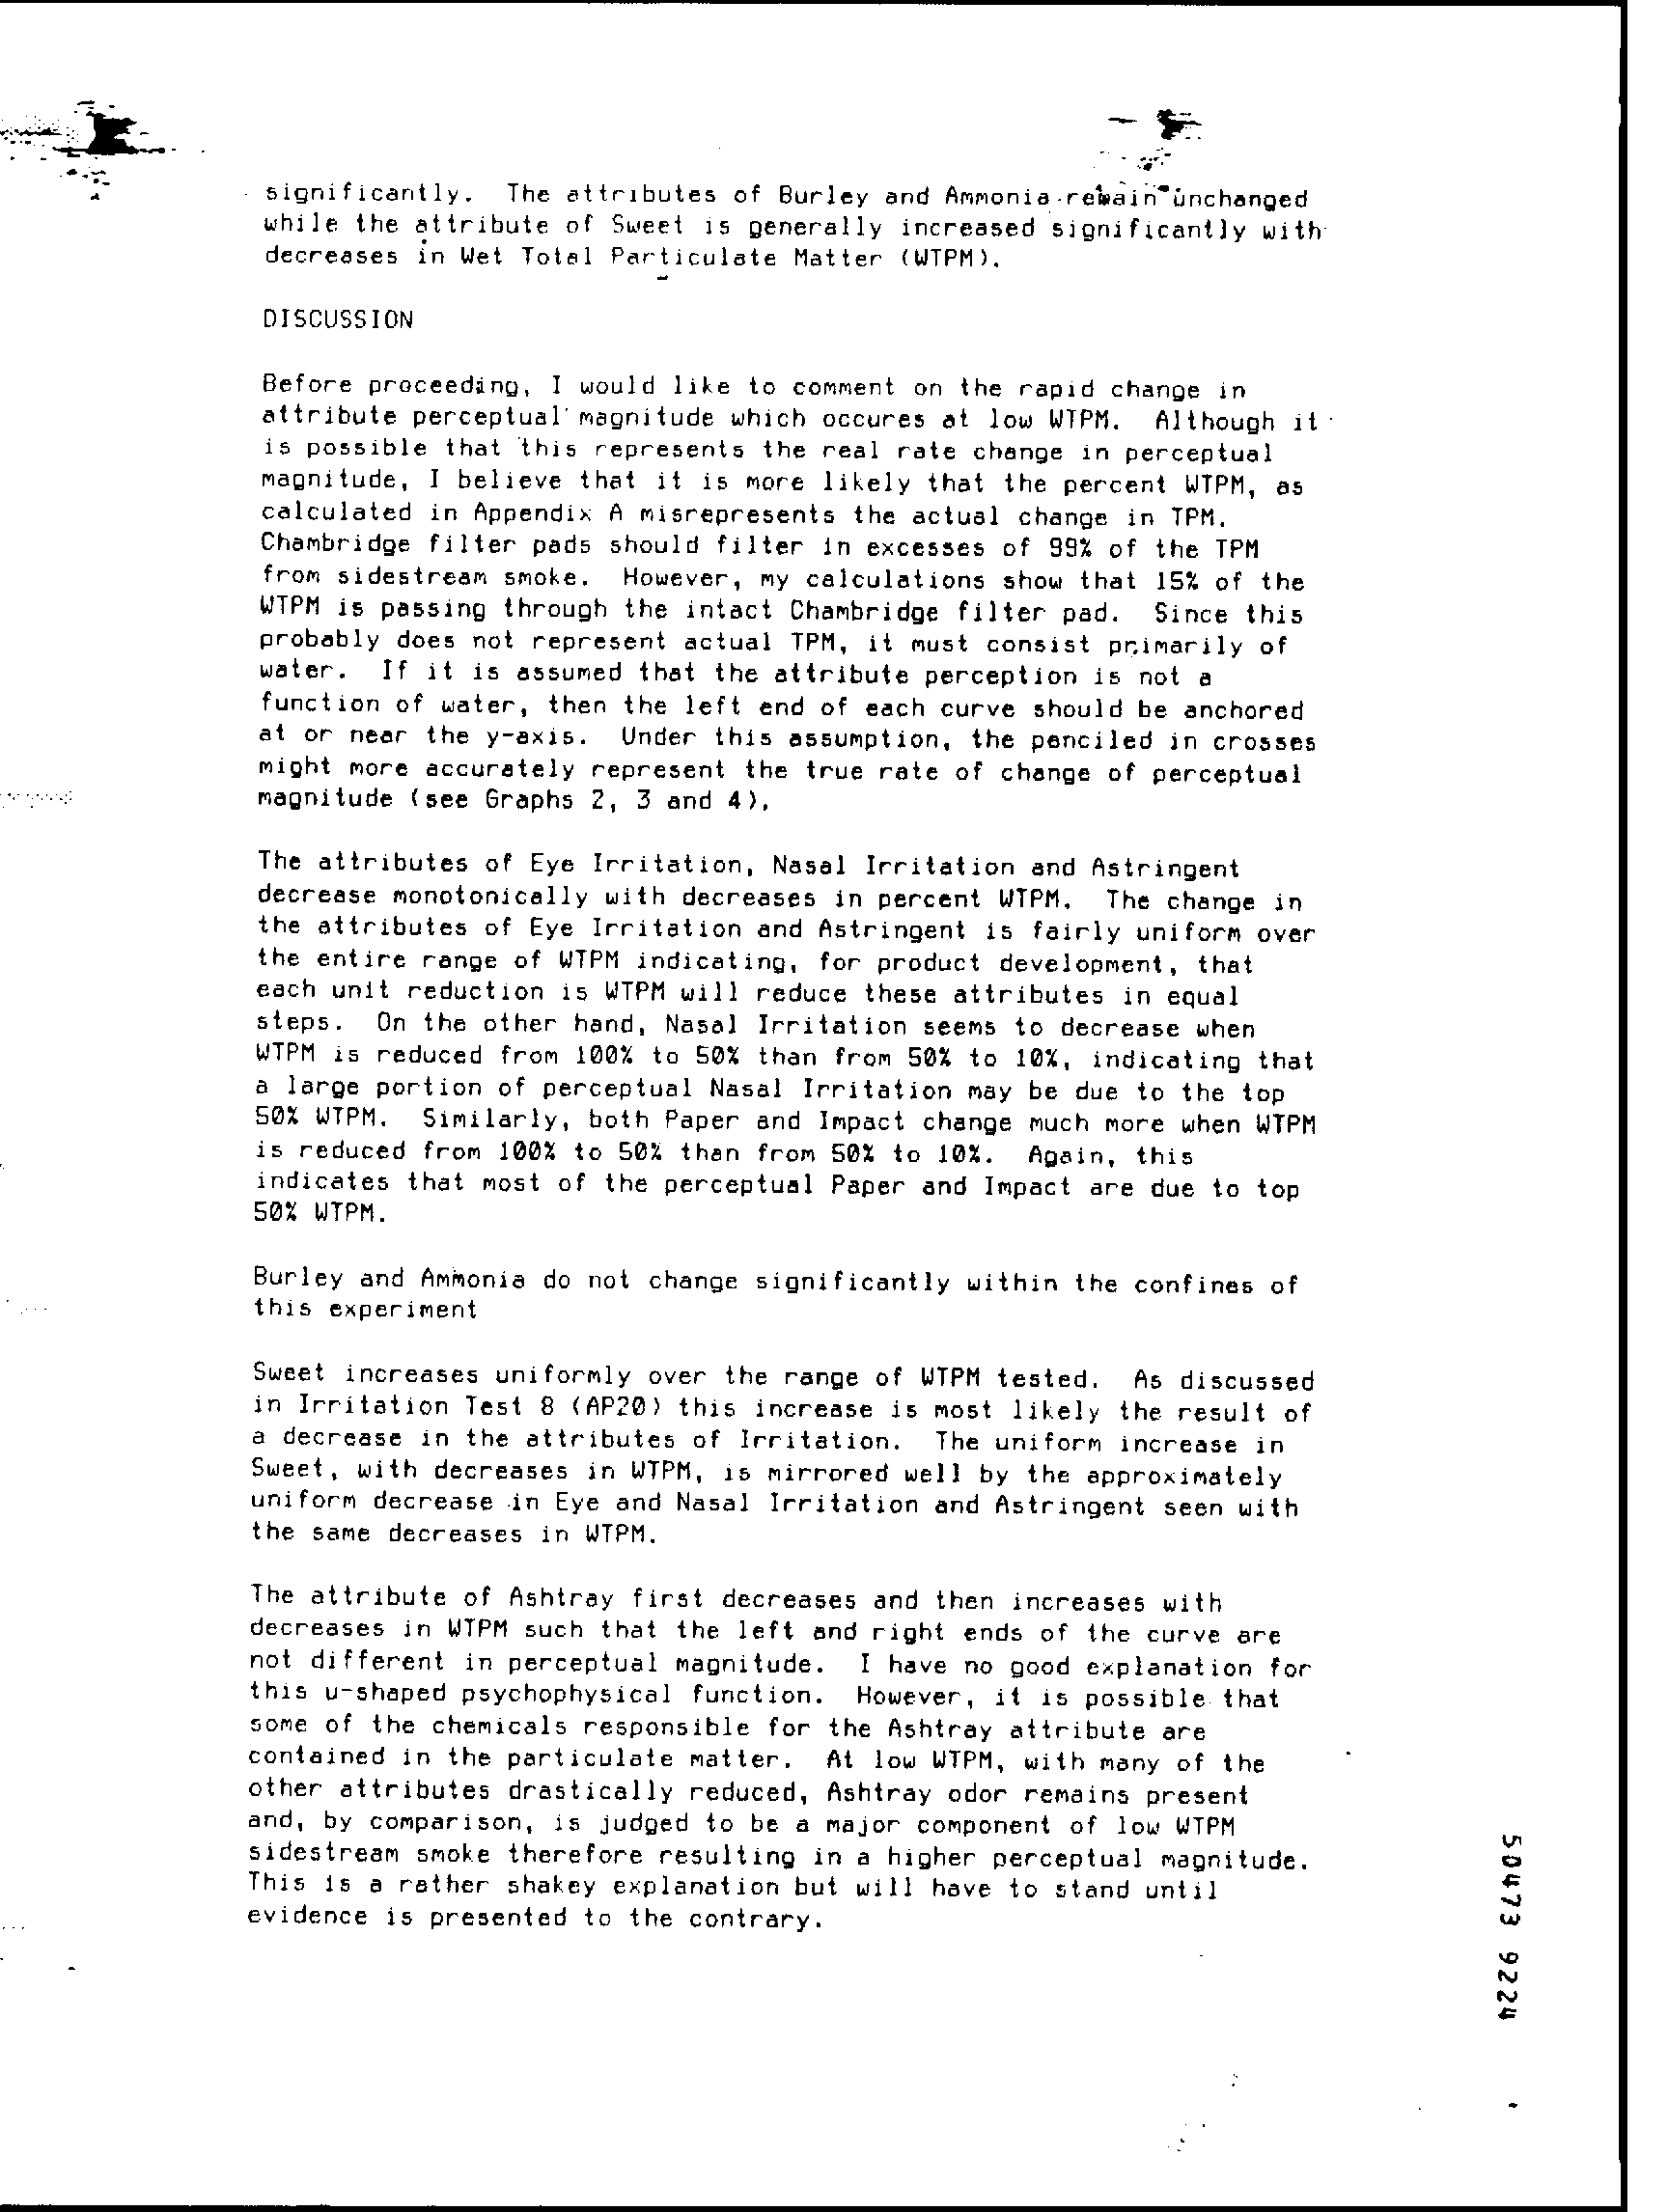 significantly. The attributes of Burley and Ammonia remain unchanged
while the attribute of Sweet is generally increased significantly with
decreases in Wet Total Particulate Matter (WTPM).
DISCUSSION
Before proceeding, I would like to comment on the rapid change in
attribute perceptual magnitude which occures at low WTPM. Although it
is possible that this represents the real rate change in perceptual
magnitude, I believe that it is more likely that the percent WTPM, as
calculated in Appendix A misrepresents the actual change in TPM.
Chambridge filter pads should filter in excesses of 99% of the TPM
from sidestream smoke. However, my calculations show that 15% of the
WTPM is passing through the intact Chambridge filter pad. Since this
probably does not represent actual TPM, it must consist primarily of
water. If it is assumed that the attribute perception is not a
function of water, then the left end of each curve should be anchored
at or near the y-axis. Under this assumption, the penciled in crosses
might more accurately represent the true rate of change of perceptual
magnitude (see Graphs 2, 3 and 4).
The attributes of Eye Irritation, Nasal Irritation and Astringent
decrease monotonically with decreases in percent WTPM. The change in
the attributes of Eye Irritation and Astringent is fairly uniform over
the entire range of WTPM indicating, for product development, that
each unit reduction is WTPM will reduce these attributes in equal
steps. On the other hand, Nasal Irritation seems to decrease when
WTPM is reduced from 100% to 50% than from 50% to 10%, indicating that
a large portion of perceptual Nasal Irritation may be due to the top
50% WTPM. Similarly, both Paper and Impact change much more when WTPM
is reduced from 100% to 50% than from 50% to 10%. Again, this
indicates that most of the perceptual Paper and Impact are due to top
50% WTPM.
Burley and Ammonia do not change significantly within the confines of
this experiment
Sweet increases uniformly over the range of WTPM tested. As discussed
in Irritation Test 8 (AP20) this increase is most likely the result of
a decrease in the attributes of Irritation. The uniform increase in
Sweet, with decreases in WTPM, is mirrored well by the approximately
uniform decrease in Eye and Nasal Irritation and Astringent seen with
the same decreases in WTPM.
The attribute of Ashtray first decreases and then increases with
decreases in WTPM such that the left and right ends of the curve are
not different in perceptual magnitude. I have no good explanation for
this u-shaped psychophysical function. However, it is possible that
some of the chemicals responsible for the Ashtray attribute are
contained in the particulate matter. At low WTPM, with many of the
other attributes drastically reduced, Ashtray odor remains present
and, by comparison, is judged to be a major component of low WTPM
sidestream smoke therefore resulting in a higher perceptual magnitude.
This is a rather shakey explanation but will have to stand until
evidence is presented to the contrary.
50473 9224